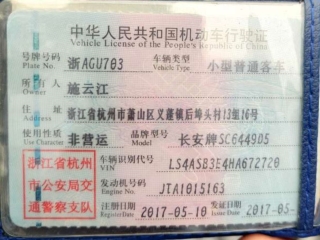 中华人民共和国机动车行驶证
Vehicle License of the People's Republic of China
号牌号码 浙AGU703 车辆类型 小型普通客车
Plate No. Vehicle Type
所有人 施云江
Owner
住址 浙江省杭州市萧山区义蓬镇后埠头村13组16号
Address
使用性质 非营运 品牌型号 长安牌SC6449D5
Use Character Model
浙江省杭州
市公安局交
通警察支队
车辆识别代号 LS4ASB3E4HA672720
VIN
发动机号码 JTA1015163
Engine No.
注册日期 2017-05-10 发证日期 2017-05-
Register Date Issue Date